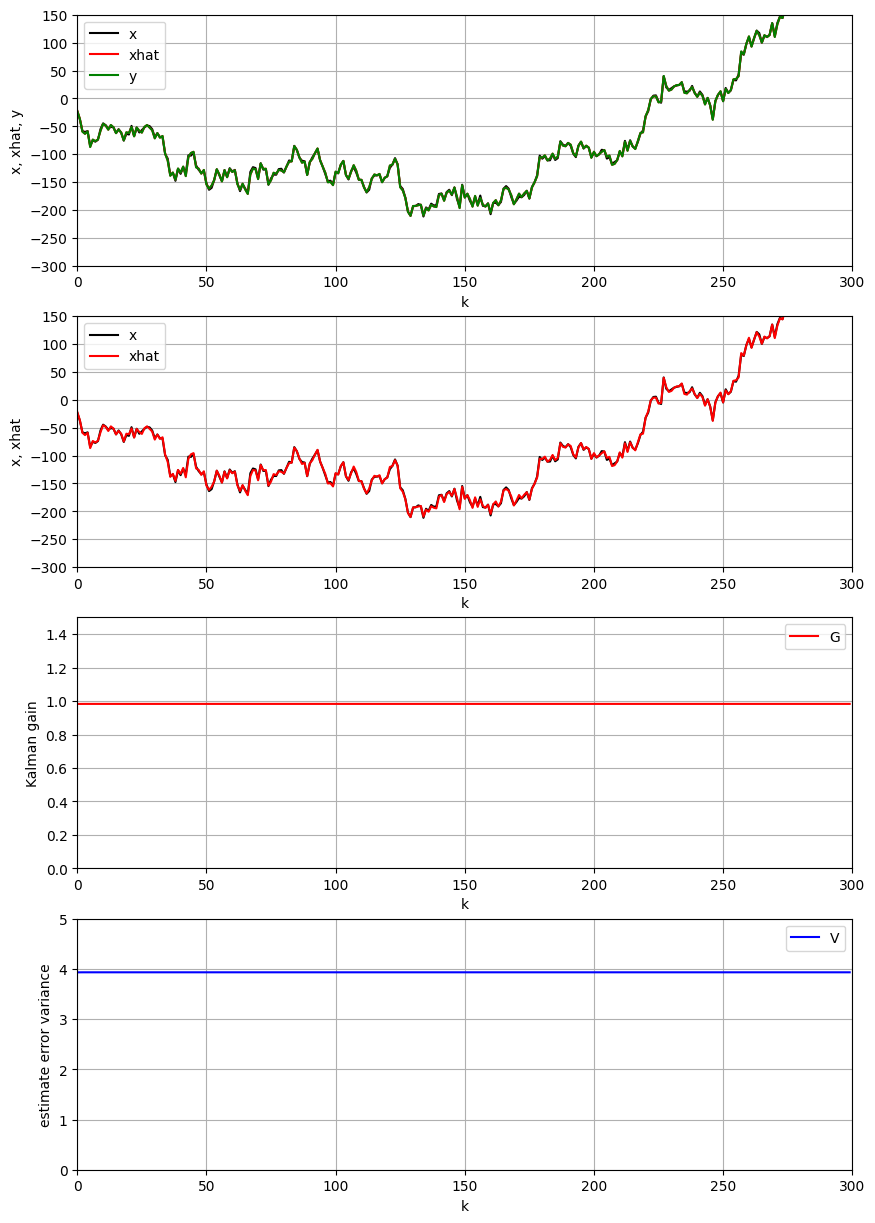 x
xhat
y
150
100
50
0
−50
−100
−150
−200
−250
−300
x, xhat, y
0 50 100 150 200 250 300
k
x
xhat
150
100
50
0
−50
−100
−150
−200
−250
−300
x, xhat
0 50 100 150 200 250 300
k
G
1.4
1.2
1.0
0.8
0.6
0.4
0.2
0.0
Kalman gain
0 50 100 150 200 250 300
k
V
5
4
3
2
1
0
estimate error variance
0 50 100 150 200 250 300
k